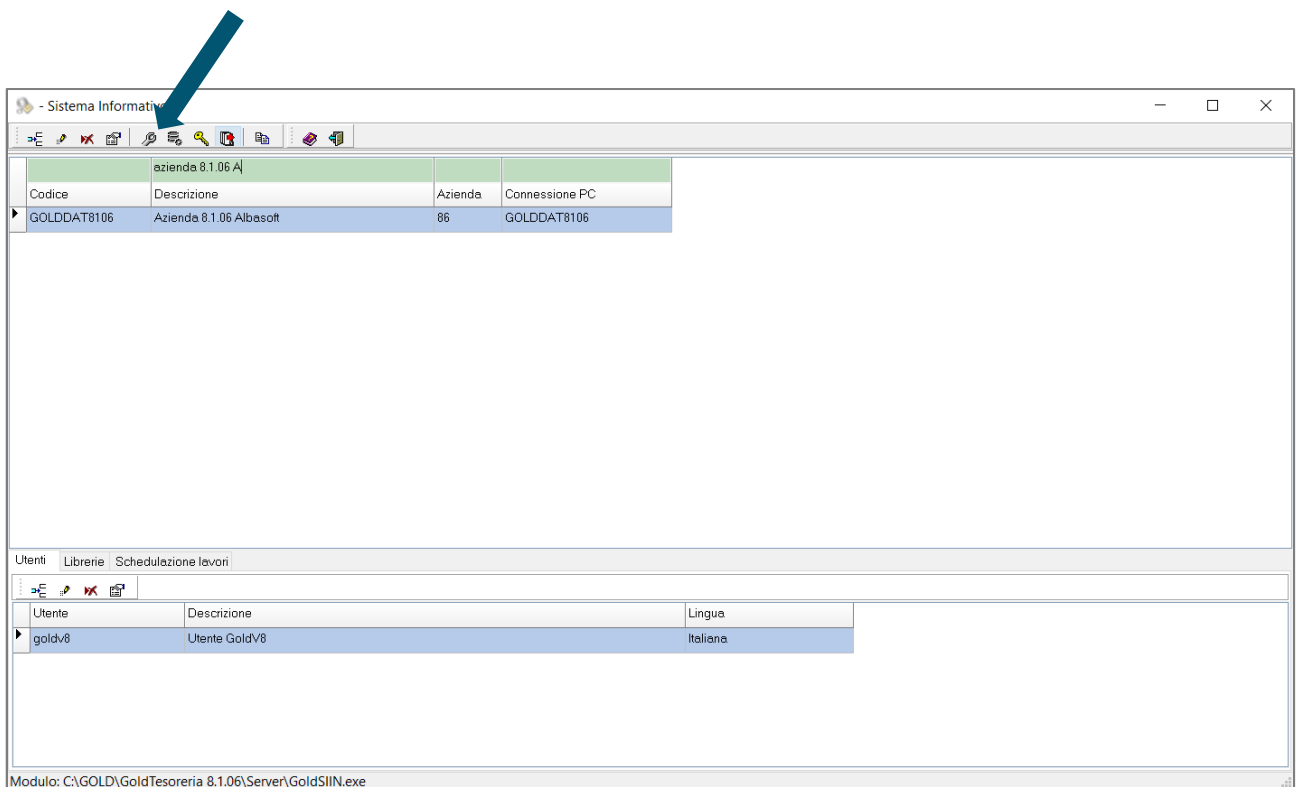 - Sistema Informativo
azienda 8.1.06 A
Codice Descrizione Azienda Connessione PC
GOLDDAT8106 Azienda 8.1.06 Albasoft 86 GOLDDAT8106
Utenti Librerie Schedulazione lavori
Utente Descrizione Lingua
goldv8 Utente GoldV8 Italiana
Modulo: C:\GOLD\GoldTesoreria 8.1.06\Server\GoldSIIN.exe